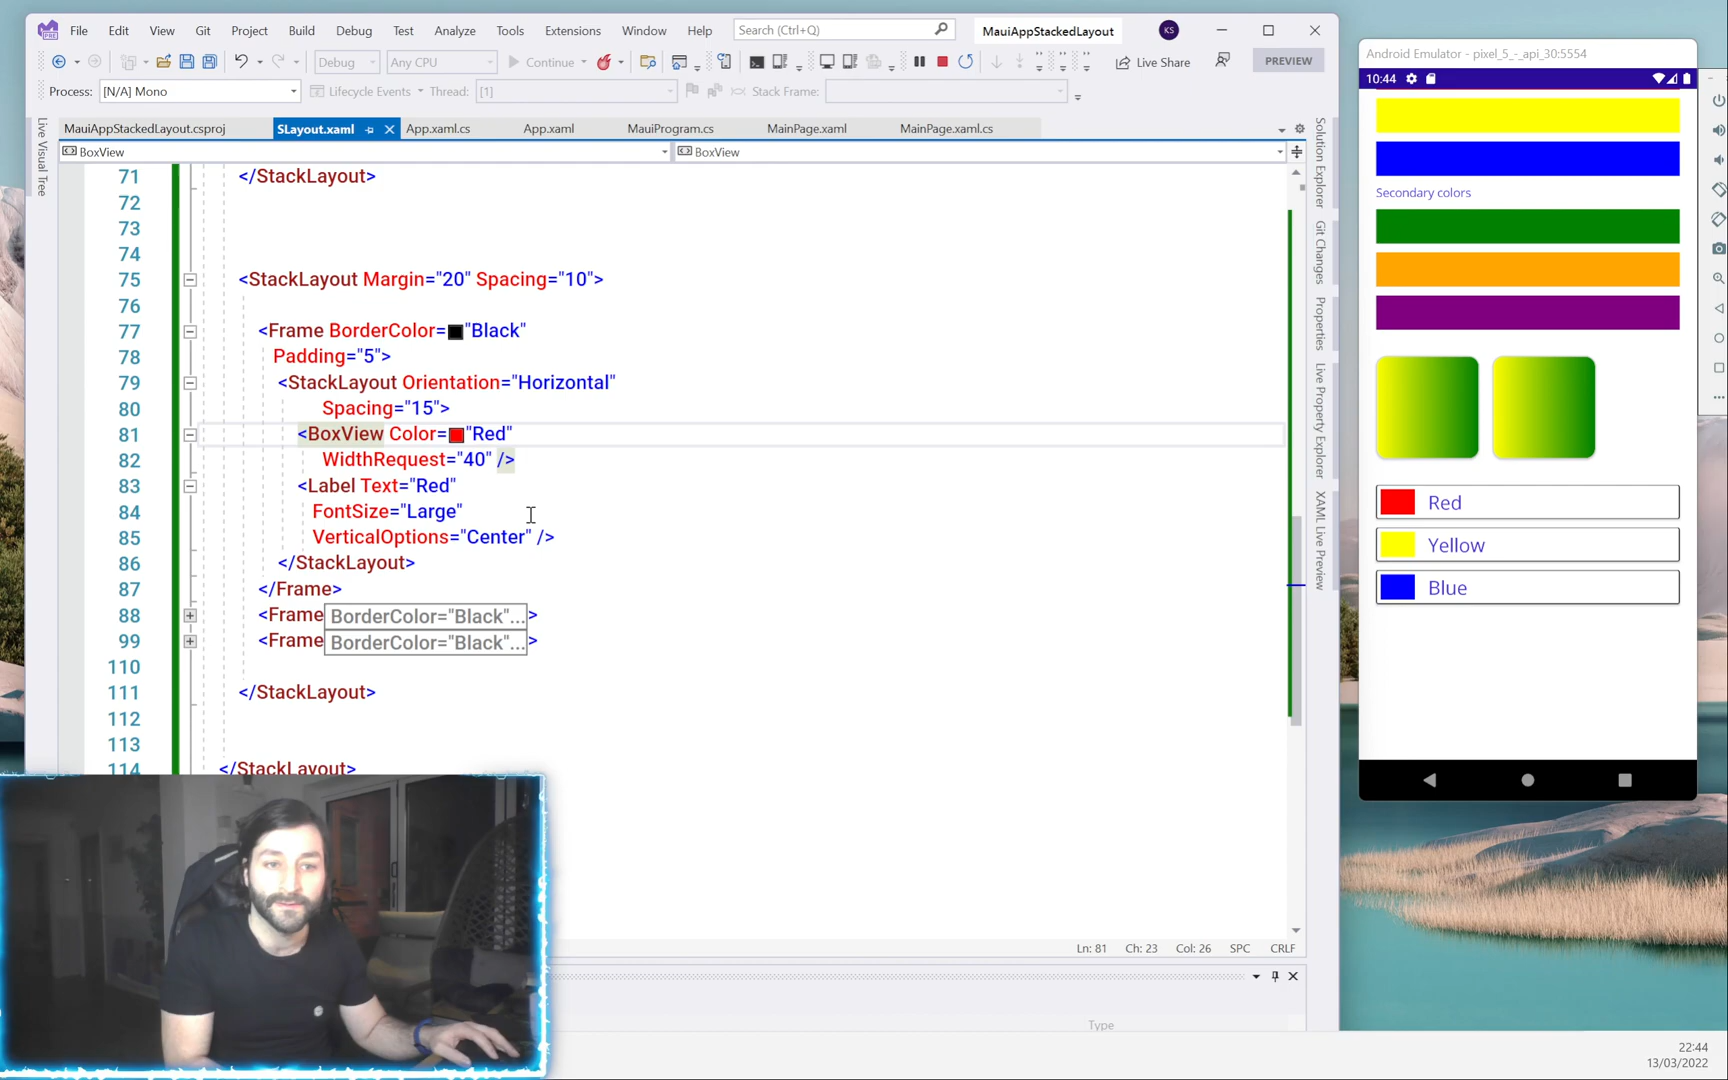 File Edit View Git Project Build Debug Test Analyze Tools Extensions Window Help Search (Ctrl+Q) MauiAppStackedLayout KS
Debug Any CPU Continue Live Share PREVIEW
Process: [N/A] Mono Lifecycle Events Thread: [1] Stack Frame:
MauiAppStackedLayout.csproj SLayout.xaml App.xaml.cs App.xaml MauiProgram.cs MainPage.xaml MainPage.xaml.cs
BoxView BoxView
Live Visual Tree
71 </StackLayout>
72
73
74
75 <StackLayout Margin="20" Spacing="10">
76
77 <Frame BorderColor="Black"
78 Padding="5">
79 <StackLayout Orientation="Horizontal"
80 Spacing="15">
81 <BoxView Color="Red"
82 WidthRequest="40" />
83 <Label Text="Red"
84 FontSize="Large"
85 VerticalOptions="Center" />
86 </StackLayout>
87 </Frame>
88 <Frame BorderColor="Black"...>
99 <Frame BorderColor="Black"...>
110
111 </StackLayout>
112
113
114 </StackLayout>
Ln: 81 Ch: 23 Col: 26 SPC CRLF
Type
Solution Explorer
Git Changes
Properties
Live Property Explorer
XAML Live Preview
Android Emulator - pixel_5_-_api_30:5554
10:44
Secondary colors
Red
Yellow
Blue
22:44
13/03/2022